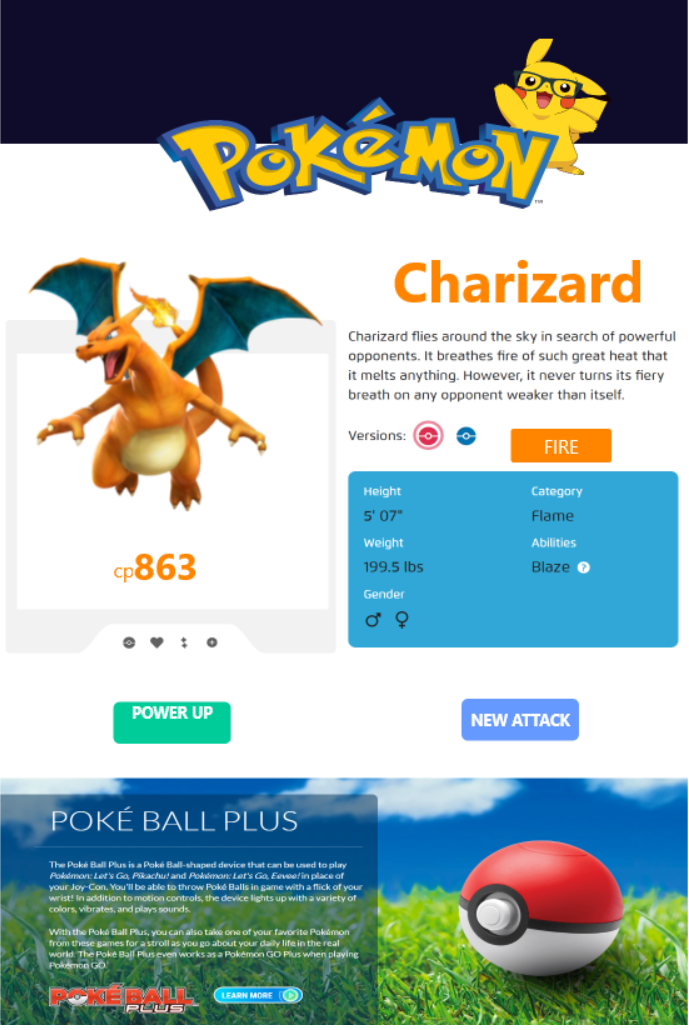 POKÉMON
TM
Charizard
Charizard flies around the sky in search of powerful
opponents. It breathes fire of such great heat that
it melts anything. However, it never turns its fiery
breath on any opponent weaker than itself.
Versions:
FIRE
Height
5' 07"
Category
Flame
Weight
199.5 lbs
Abilities
Blaze ?
Gender
cp863
POWER UP
NEW ATTACK
POKÉ BALL PLUS
The Poké Ball Plus is a Poké Ball-shaped device that can be used to play
Pokémon: Let's Go, Pikachu! and Pokémon: Let's Go, Eevee! in place of
your Joy-Con. You'll be able to throw Poké Balls in game with a flick of your
wrist! In addition to motion controls, the device lights up with a variety of
colors, vibrates, and plays sounds.
With the Poké Ball Plus, you can also take one of your favorite Pokémon
from these games for a stroll as you go about your daily life in the real
world. The Poké Ball Plus even works as a Pokémon GO Plus when playing
Pokémon GO.
POKÉ BALL
PLUS
LEARN MORE